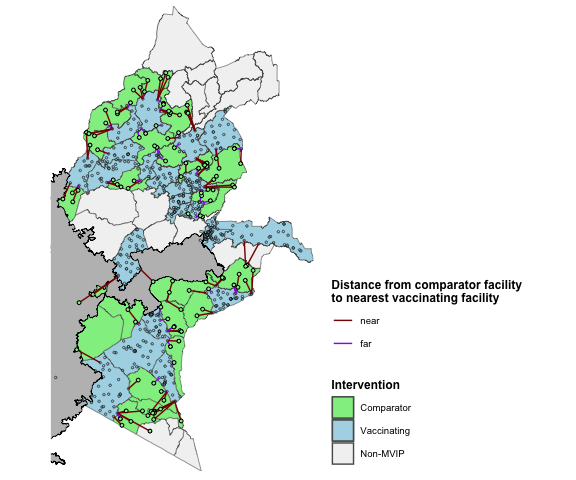 Distance from comparator facility
to nearest vaccinating facility
near
far
Intervention
Comparator
Vaccinating
Non-MVIP